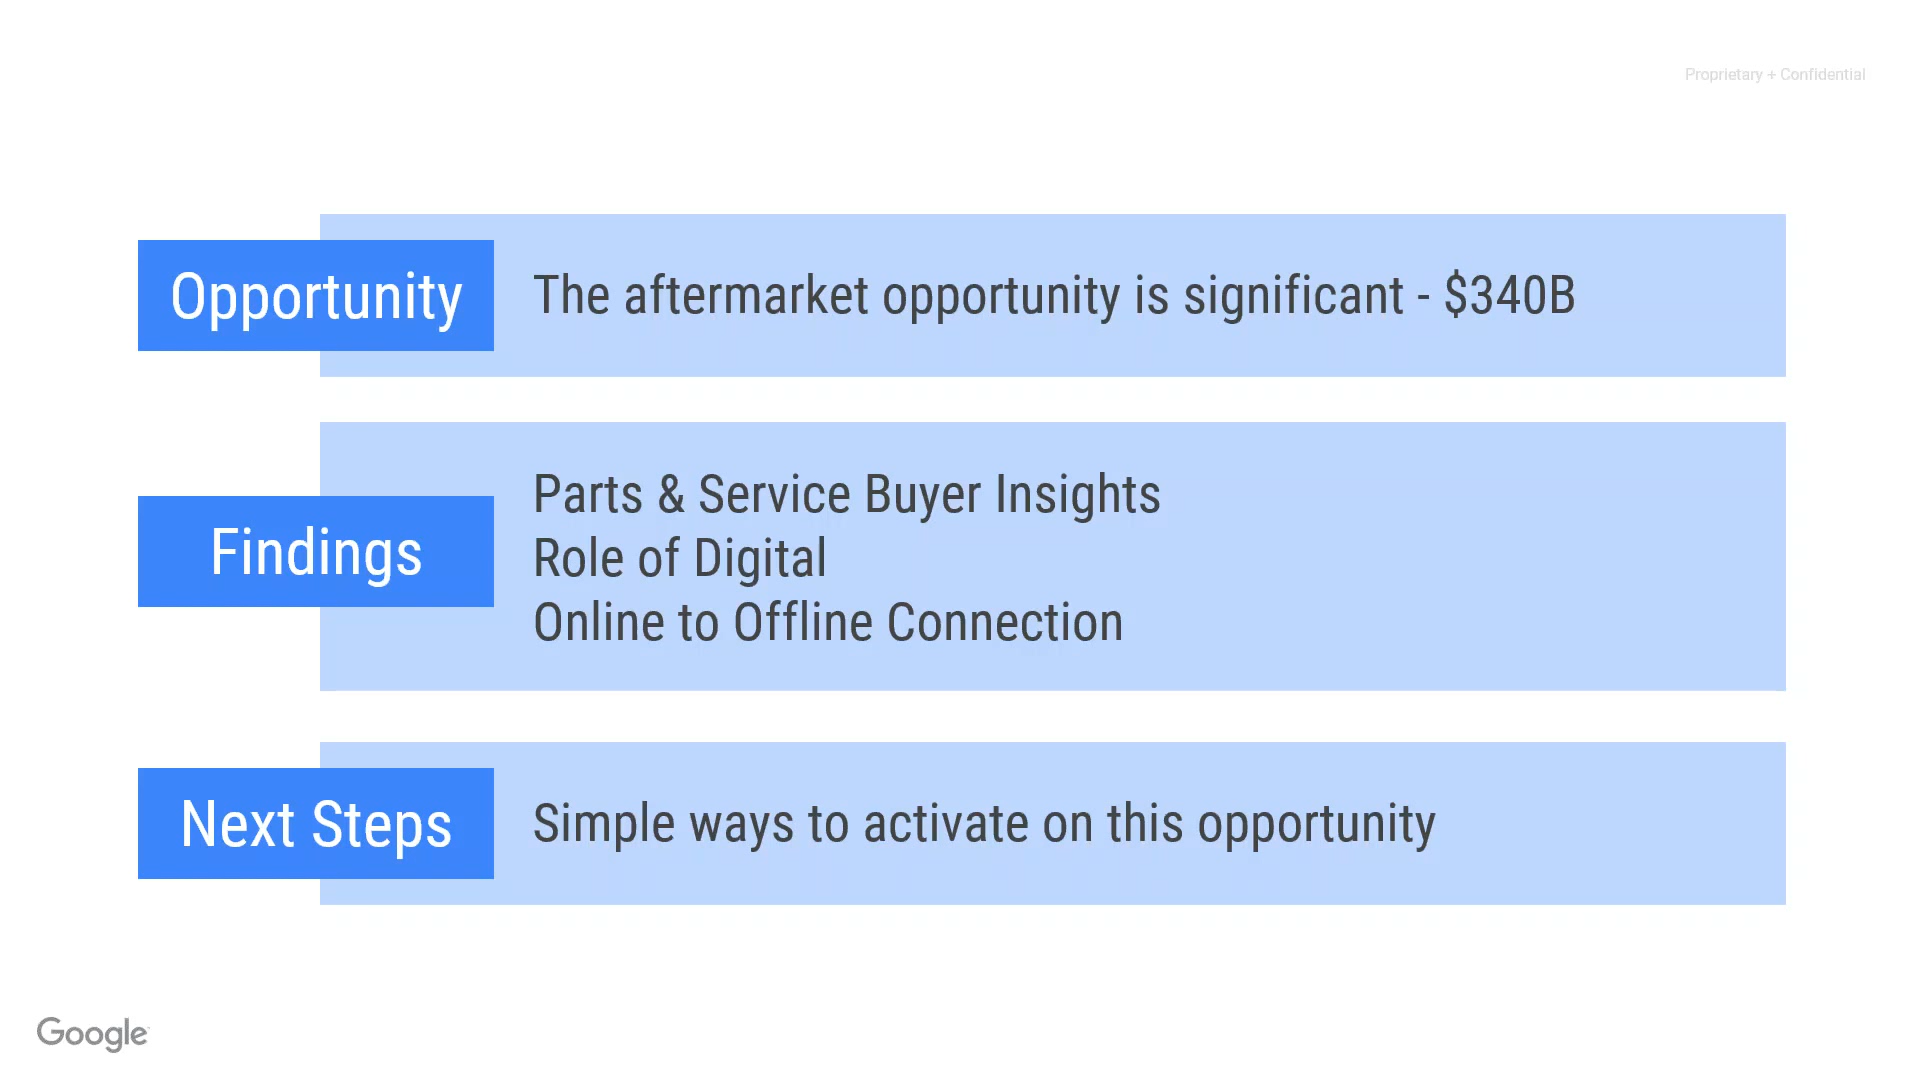 Proprietary + Confidential
Opportunity
The aftermarket opportunity is significant - $340B
Findings
Parts & Service Buyer Insights
Role of Digital
Online to Offline Connection
Next Steps
Simple ways to activate on this opportunity
Google